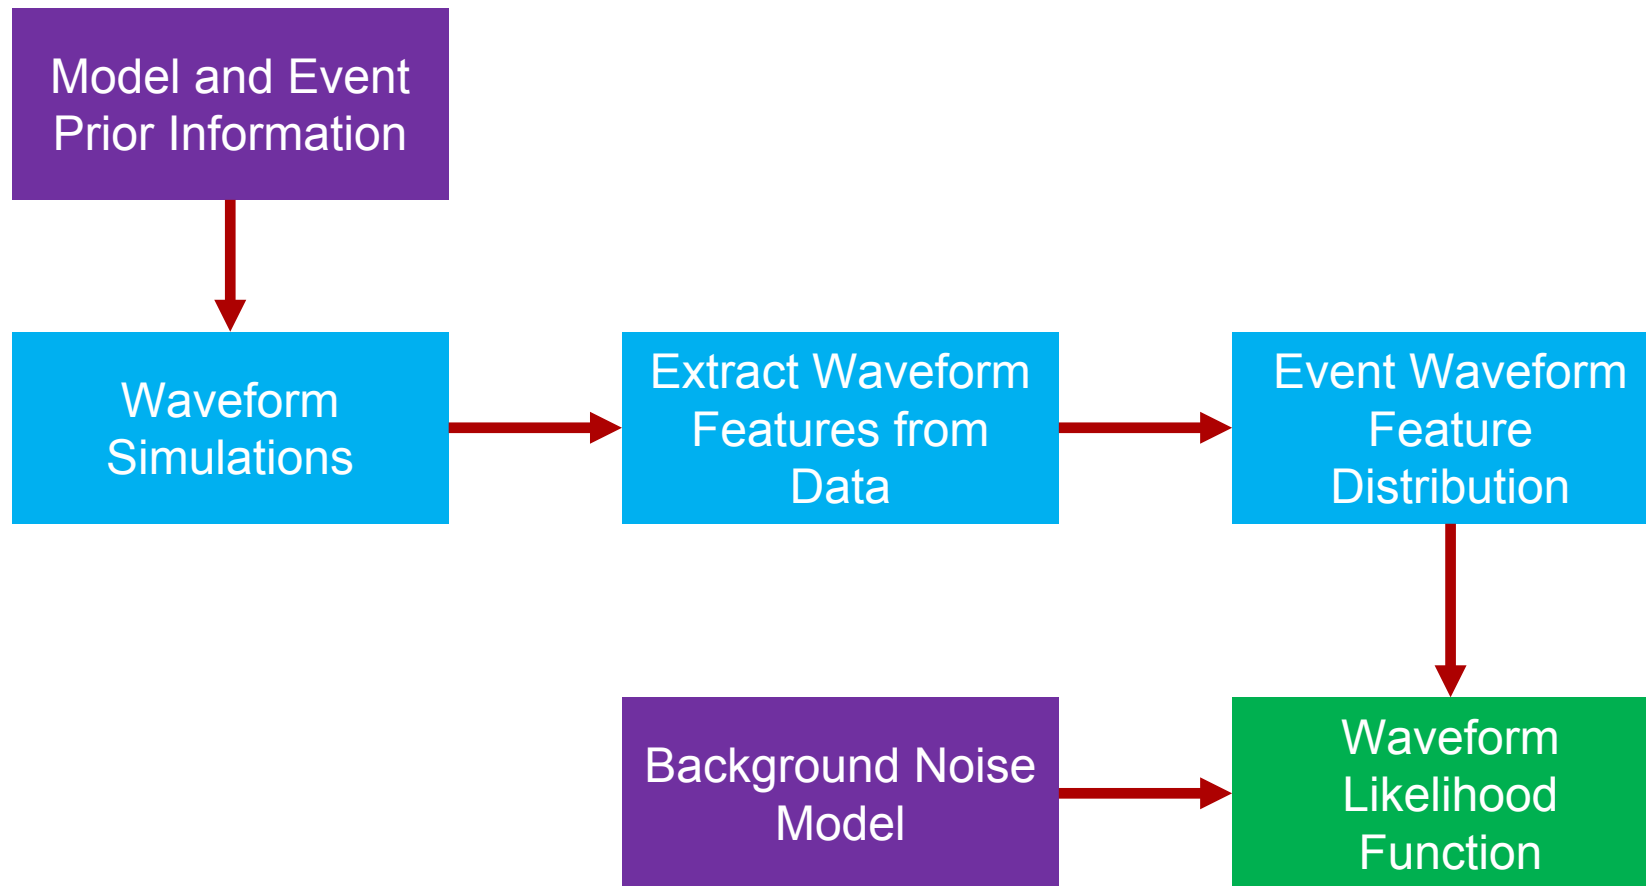 Model and Event
Prior Information
Waveform
Simulations
Extract Waveform
Features from
Data
Event Waveform
Feature
Distribution
Background Noise
Model
Waveform
Likelihood
Function